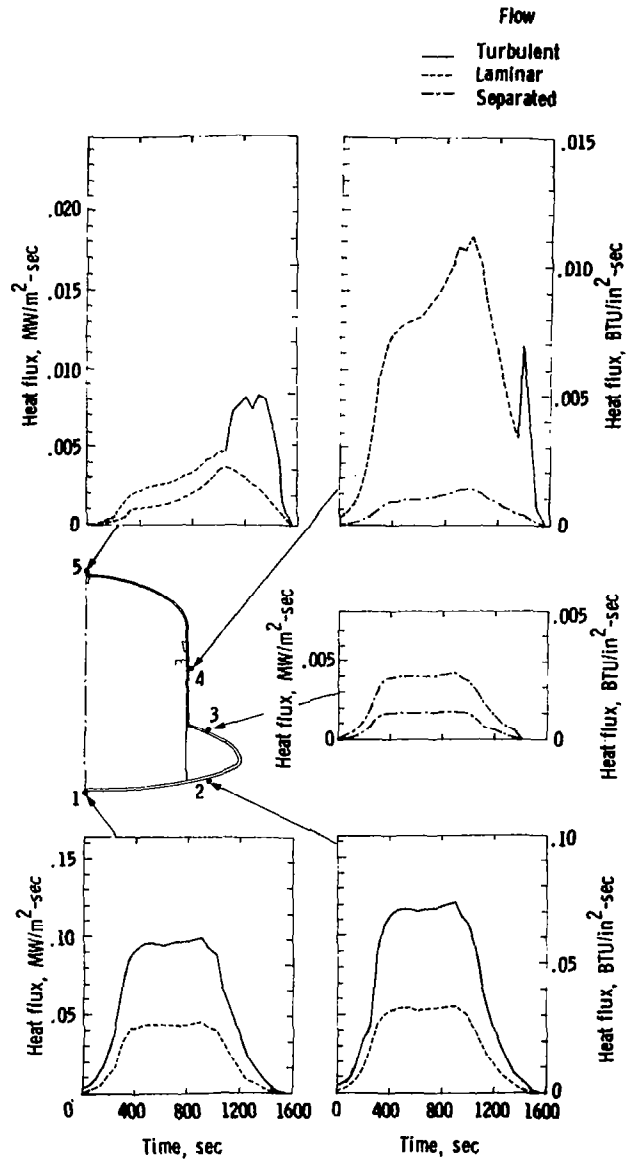 Flow
Turbulent
Laminar
Separated
Heat flux, MW/m²-sec
.020
.015
.010
.005
0
.015
.010
.005
0
Heat flux, BTU/in²-sec
5
4
3
2
1
Heat flux, MW/m²-sec
.005
0
.005
0
Heat flux, BTU/in²-sec
Heat flux, MW/m²-sec
.15
.10
.05
0
400
800
1200
1600
Time, sec
0
400
800
1200
1600
Time, sec
.10
.05
0
Heat flux, BTU/in²-sec